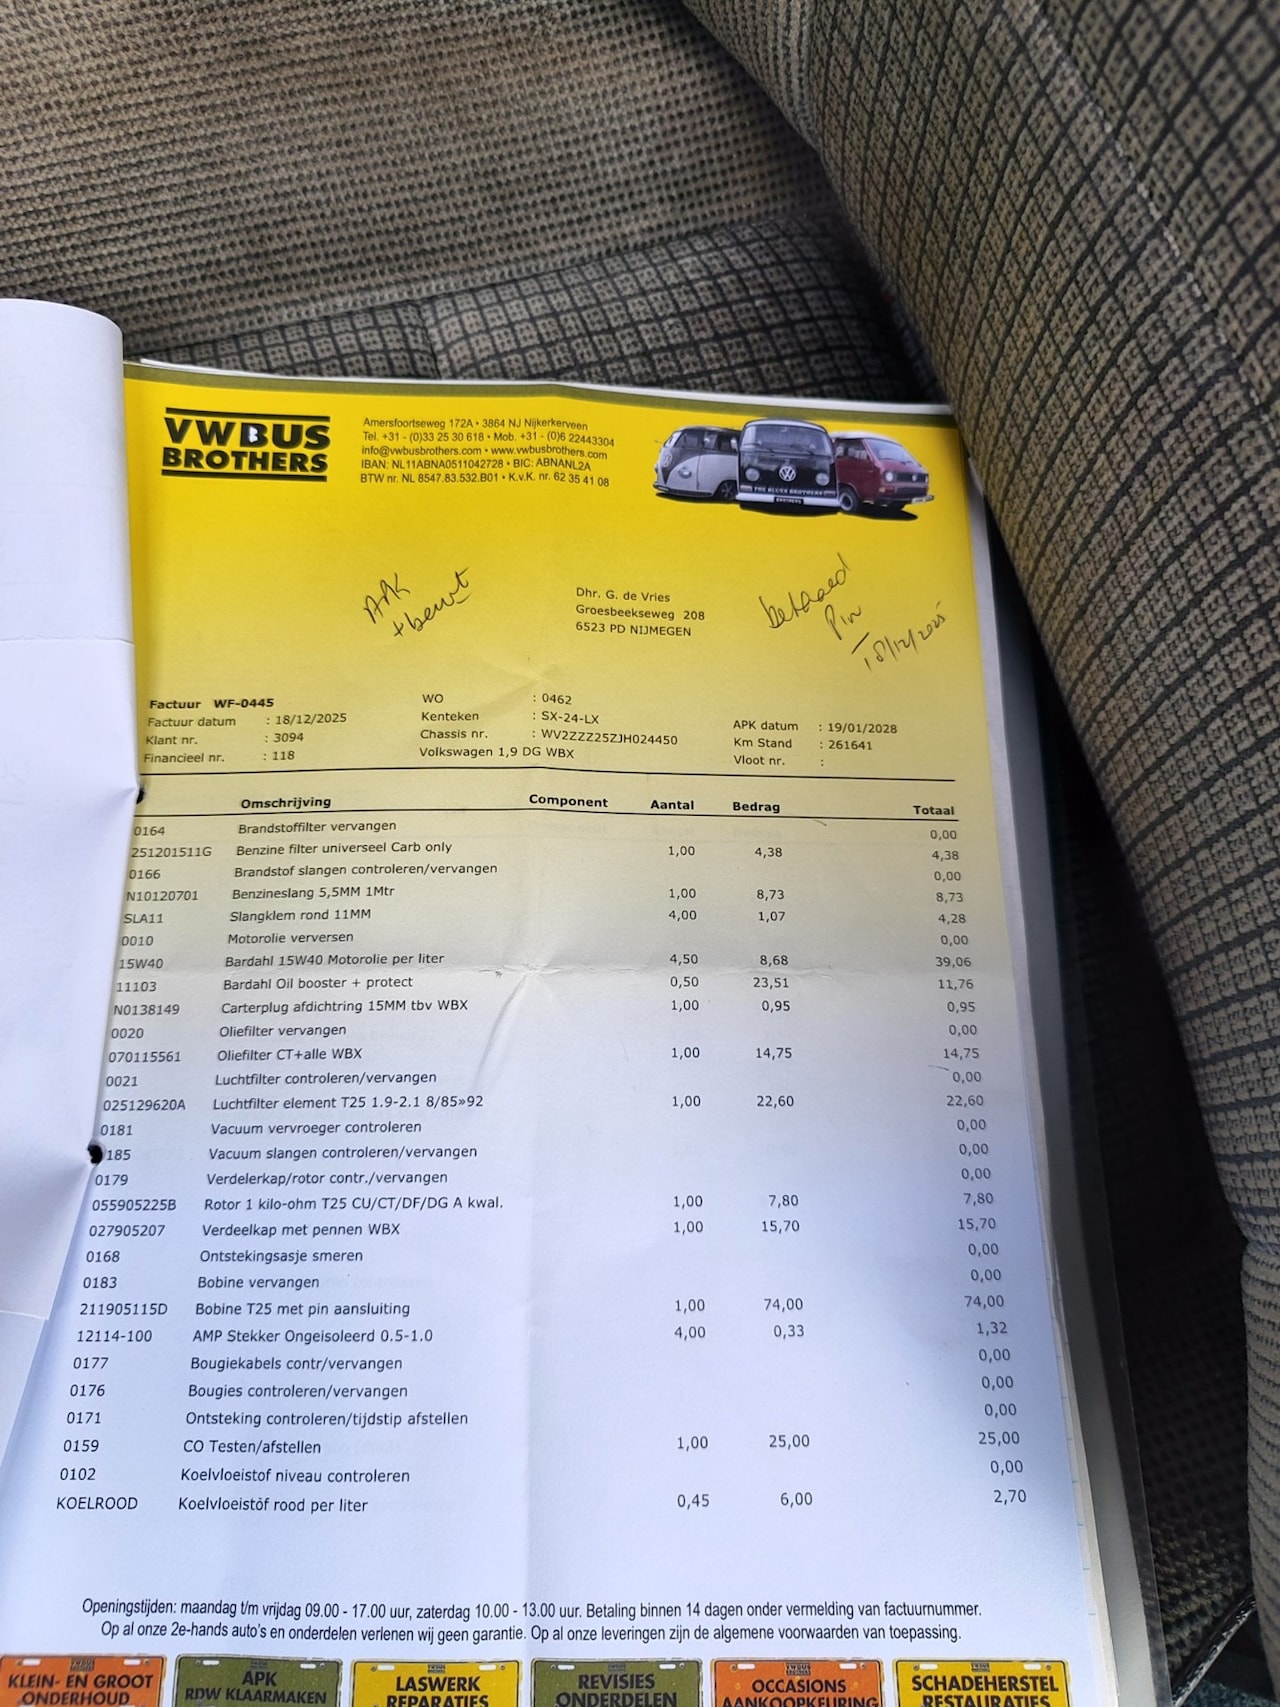 VWBUS
BROTHERS
Amersfoortseweg 172A • 3864 NJ Nijkerkerveen
Tel. +31 - (0)33 25 30 618 • Mob. +31 - (0)6 22443304
info@vwbusbrothers.com • www.vwbusbrothers.com
IBAN: NL11ABNA0511042728 • BIC: ABNANL2A
BTW nr. NL 8547.83.532.B01 • K.v.K. nr. 62 35 41 08
THE BLUES BROTHERS
BROTHERS
APK
+ beurt
Dhr. G. de Vries
Groesbeekseweg 208
6523 PD NIJMEGEN
betaald
Pin
18/12/2025
Factuur WF-0445
Factuur datum : 18/12/2025
Klant nr. : 3094
Financieel nr. : 118
WO : 0462
Kenteken : SX-24-LX
Chassis nr. : WV2ZZZ25ZJH024450
Volkswagen 1,9 DG WBX
APK datum : 19/01/2028
Km Stand : 261641
Vloot nr. :
Omschrijving Component Aantal Bedrag Totaal
0164 Brandstoffilter vervangen 0,00
251201511G Benzine filter universeel Carb only 1,00 4,38 4,38
0166 Brandstof slangen controleren/vervangen 0,00
N10120701 Benzineslang 5,5MM 1Mtr 1,00 8,73 8,73
SLA11 Slangklem rond 11MM 4,00 1,07 4,28
0010 Motorolie verversen 0,00
15W40 Bardahl 15W40 Motorolie per liter 4,50 8,68 39,06
11103 Bardahl Oil booster + protect 0,50 23,51 11,76
N0138149 Carterplug afdichtring 15MM tbv WBX 1,00 0,95 0,95
0020 Oliefilter vervangen 0,00
070115561 Oliefilter CT+alle WBX 1,00 14,75 14,75
0021 Luchtfilter controleren/vervangen 0,00
025129620A Luchtfilter element T25 1.9-2.1 8/85»92 1,00 22,60 22,60
0181 Vacuum vervroeger controleren 0,00
185 Vacuum slangen controleren/vervangen 0,00
0179 Verdelerkap/rotor contr./vervangen 0,00
055905225B Rotor 1 kilo-ohm T25 CU/CT/DF/DG A kwal. 1,00 7,80 7,80
027905207 Verdeelkap met pennen WBX 1,00 15,70 15,70
0168 Ontstekingsasje smeren 0,00
0183 Bobine vervangen 0,00
211905115D Bobine T25 met pin aansluiting 1,00 74,00 74,00
12114-100 AMP Stekker Ongeisoleerd 0.5-1.0 4,00 0,33 1,32
0177 Bougiekabels contr/vervangen 0,00
0176 Bougies controleren/vervangen 0,00
0171 Ontsteking controleren/tijdstip afstellen 0,00
0159 CO Testen/afstellen 1,00 25,00 25,00
0102 Koelvloeistof niveau controleren 0,00
KOELROOD Koelvloeistof rood per liter 0,45 6,00 2,70
Openingstijden: maandag t/m vrijdag 09.00 - 17.00 uur, zaterdag 10.00 - 13.00 uur. Betaling binnen 14 dagen onder vermelding van factuurnummer.
Op al onze 2e-hands auto's en onderdelen verlenen wij geen garantie. Op al onze leveringen zijn de algemene voorwaarden van toepassing.
KLEIN- EN GROOT
ONDERHOUD
APK
RDW KLAARMAKEN
LASWERK
REPARATIES
REVISIES
ONDERDELEN
OCCASIONS
AANKOOPKEURING
SCHADEHERSTEL
RESTAURATIES